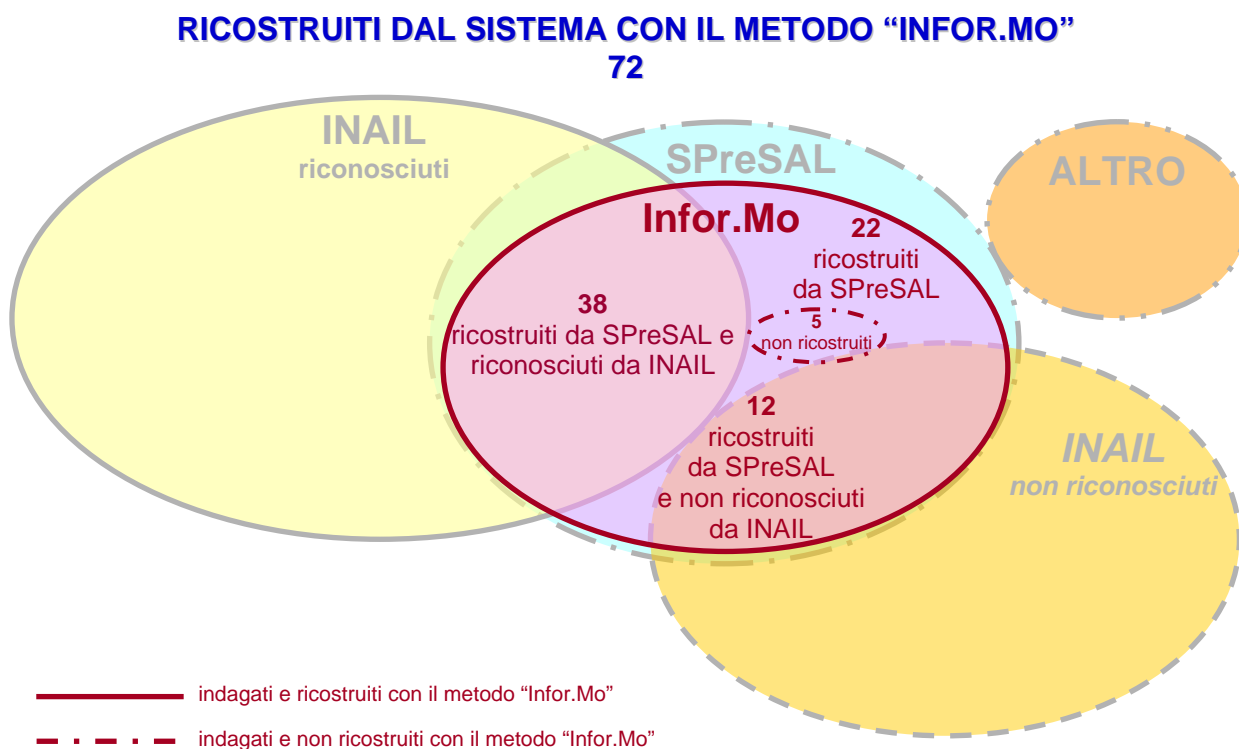 RICOSTRUITI DAL SISTEMA CON IL METODO “INFOR.MO”
72
INAIL
riconosciuti
SPreSAL
ALTRO
Infor.Mo
22
ricostruiti
da SPreSAL
38
ricostruiti da SPreSAL e
riconosciuti da INAIL
5
non ricostruiti
12
ricostruiti
da SPreSAL
e non riconosciuti
da INAIL
INAIL
non riconosciuti
indagati e ricostruiti con il metodo “Infor.Mo”
indagati e non ricostruiti con il metodo “Infor.Mo”